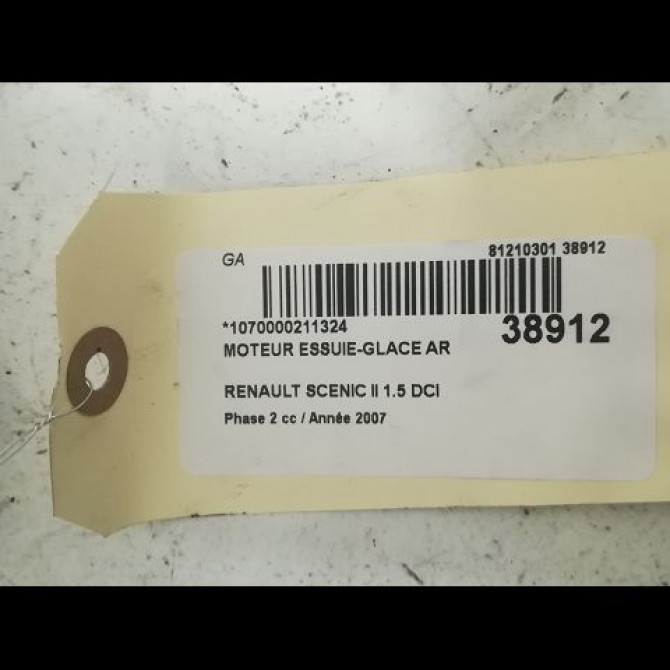 GA 81210301 38912
*1070000211324 38912
MOTEUR ESSUIE-GLACE AR
RENAULT SCENIC II 1.5 DCI
Phase 2 cc / Année 2007